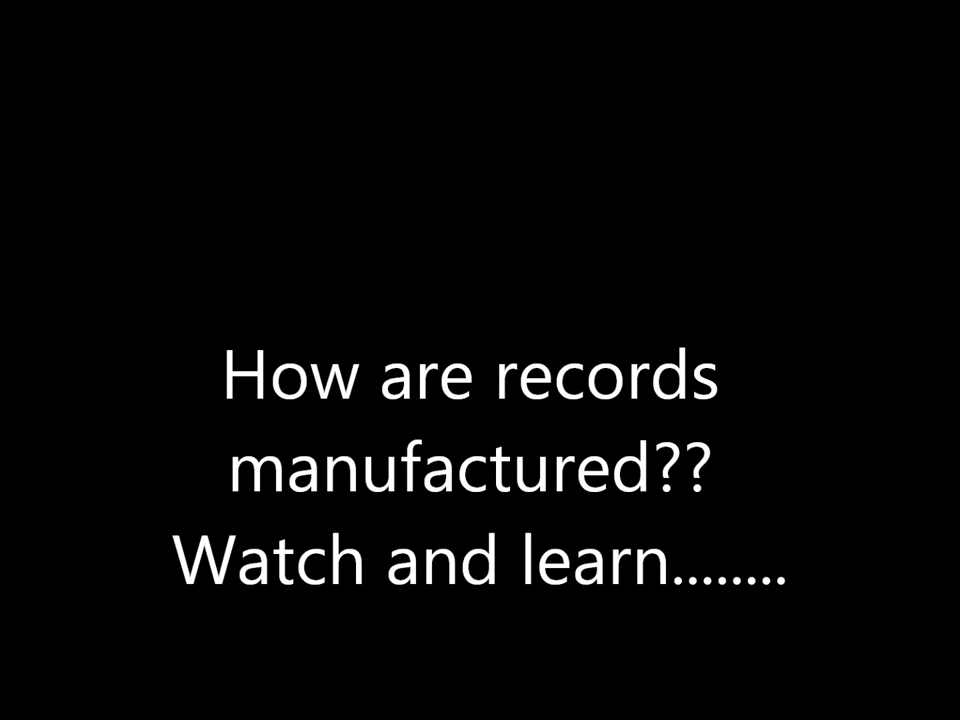 How are records
manufactured??
Watch and learn........